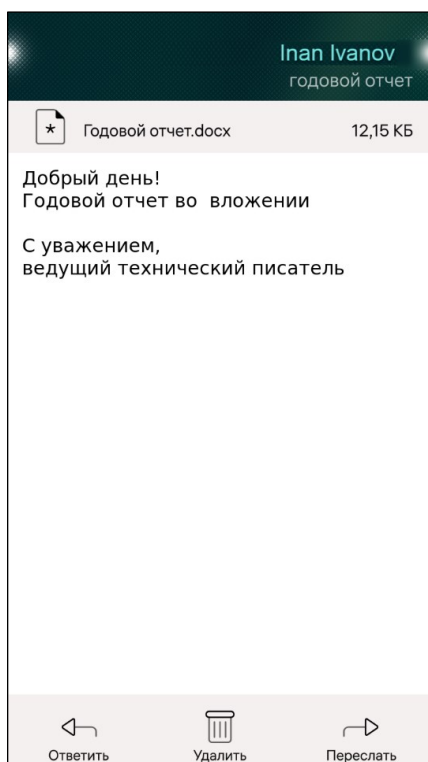 Inan Ivanov
годовой отчет
* Годовой отчет.docx 12,15 КБ
Добрый день!
Годовой отчет во вложении
С уважением,
ведущий технический писатель
Ответить Удалить Переслать